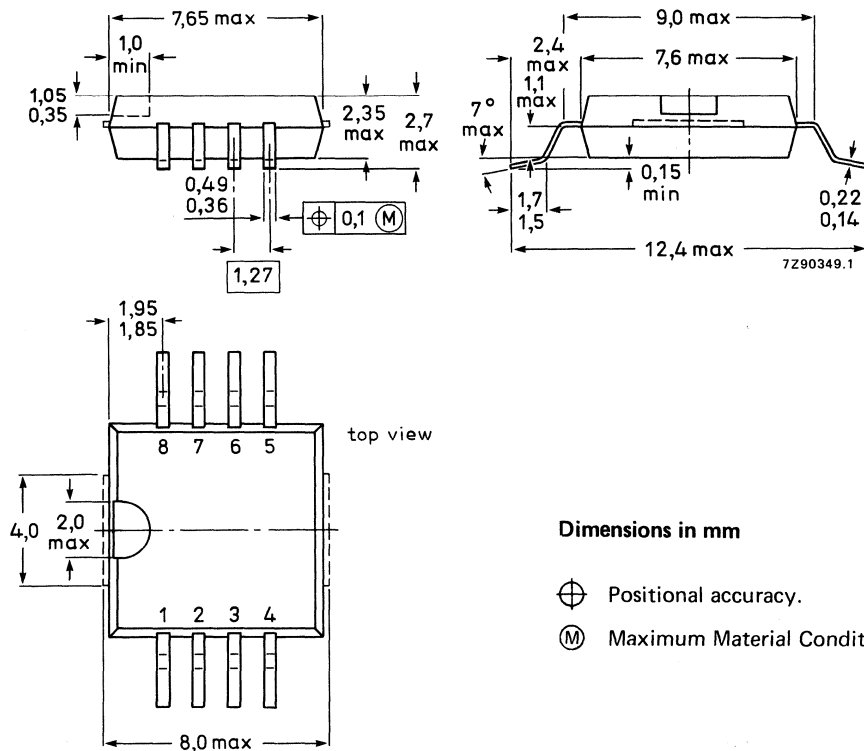 7,65 max
1,0
min
1,05
0,35
2,35
max
2,7
max
0,49
0,36
⌖ 0,1 Ⓜ
1,27
9,0 max
2,4
max
7,6 max
1,1
max
7°
max
0,15
min
1,7
1,5
0,22
0,14
12,4 max
7Z90349.1
1,95
1,85
8 7 6 5
top view
4,0
2,0
max
1 2 3 4
8,0 max
Dimensions in mm
⌖ Positional accuracy.
Ⓜ Maximum Material Condit